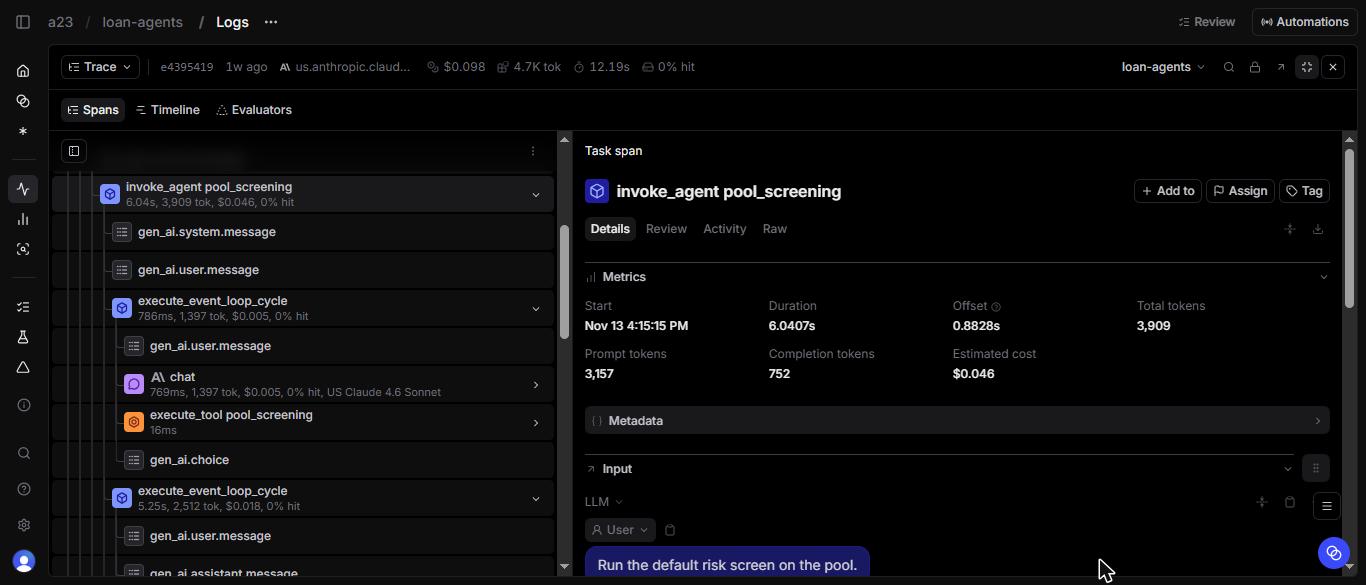 a23 / loan-agents / Logs ···
Review
Automations
Trace
e4395419 1w ago us.anthropic.claud... $0.098 4.7K tok 12.19s 0% hit
loan-agents
Spans Timeline Evaluators
invoke_agent pool_screening
6.04s, 3,909 tok, $0.046, 0% hit
gen_ai.system.message
gen_ai.user.message
execute_event_loop_cycle
786ms, 1,397 tok, $0.005, 0% hit
gen_ai.user.message
chat
769ms, 1,397 tok, $0.005, 0% hit, US Claude 4.6 Sonnet
execute_tool pool_screening
16ms
gen_ai.choice
execute_event_loop_cycle
5.25s, 2,512 tok, $0.018, 0% hit
gen_ai.user.message
gen_ai.assistant.message
Task span
invoke_agent pool_screening
+ Add to Assign Tag
Details Review Activity Raw
Metrics
Start Duration Offset Total tokens
Nov 13 4:15:15 PM 6.0407s 0.8828s 3,909
Prompt tokens Completion tokens Estimated cost
3,157 752 $0.046
Metadata
Input
LLM
User
Run the default risk screen on the pool.